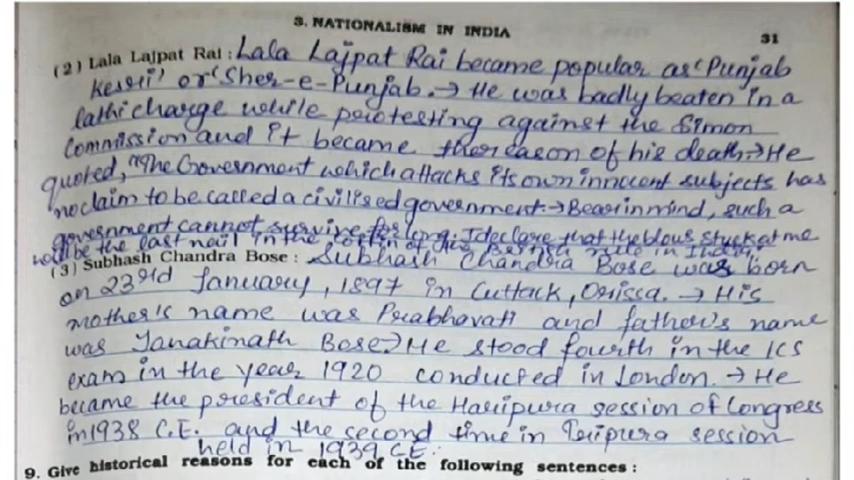 3. NATIONALISM IN INDIA
31
(2) Lala Lajpat Rai : Lala Lajpat Rai became popular as 'Punjab
Kesri' or 'Sher-e-Punjab. → He was badly beaten in a
lathicharge while protesting against the Simon
Commission and it became the reason of his death. → He
quoted, "The Government which attacks its own innocent subjects has
no claim to be called a civilised government. → Bear in mind, such a
government cannot survive for long. I declare that the blows stuck at me
will be the last nail in the coffin of the British rule in India.
(3) Subhash Chandra Bose : Subhash Chandra Bose was born
on 23rd January, 1897 in Cuttack, Orissa. → His
mother's name was Prabhavati and father's name
was Janakinath Bose → He stood fourth in the ICS
exam in the year 1920 conducted in London. → He
became the president of the Haripura session of Congress
in 1938 C.E. and the second time in Tripura session
held in 1939 C.E.
9. Give historical reasons for each of the following sentences :